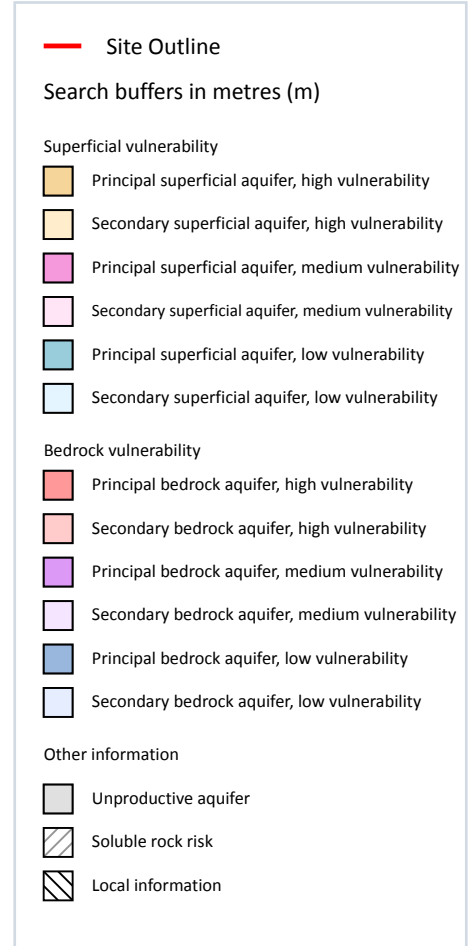 Site Outline
Search buffers in metres (m)
Superficial vulnerability
Principal superficial aquifer, high vulnerability
Secondary superficial aquifer, high vulnerability
Principal superficial aquifer, medium vulnerability
Secondary superficial aquifer, medium vulnerability
Principal superficial aquifer, low vulnerability
Secondary superficial aquifer, low vulnerability
Bedrock vulnerability
Principal bedrock aquifer, high vulnerability
Secondary bedrock aquifer, high vulnerability
Principal bedrock aquifer, medium vulnerability
Secondary bedrock aquifer, medium vulnerability
Principal bedrock aquifer, low vulnerability
Secondary bedrock aquifer, low vulnerability
Other information
Unproductive aquifer
Soluble rock risk
Local information